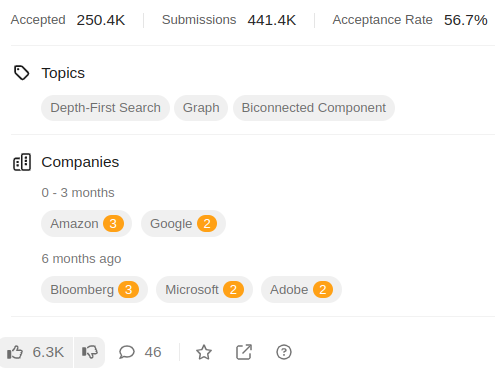 Accepted 250.4K Submissions 441.4K Acceptance Rate 56.7%
Topics
Depth-First Search Graph Biconnected Component
Companies
0 - 3 months
Amazon 3 Google 2
6 months ago
Bloomberg 3 Microsoft 2 Adobe 2
6.3K 46